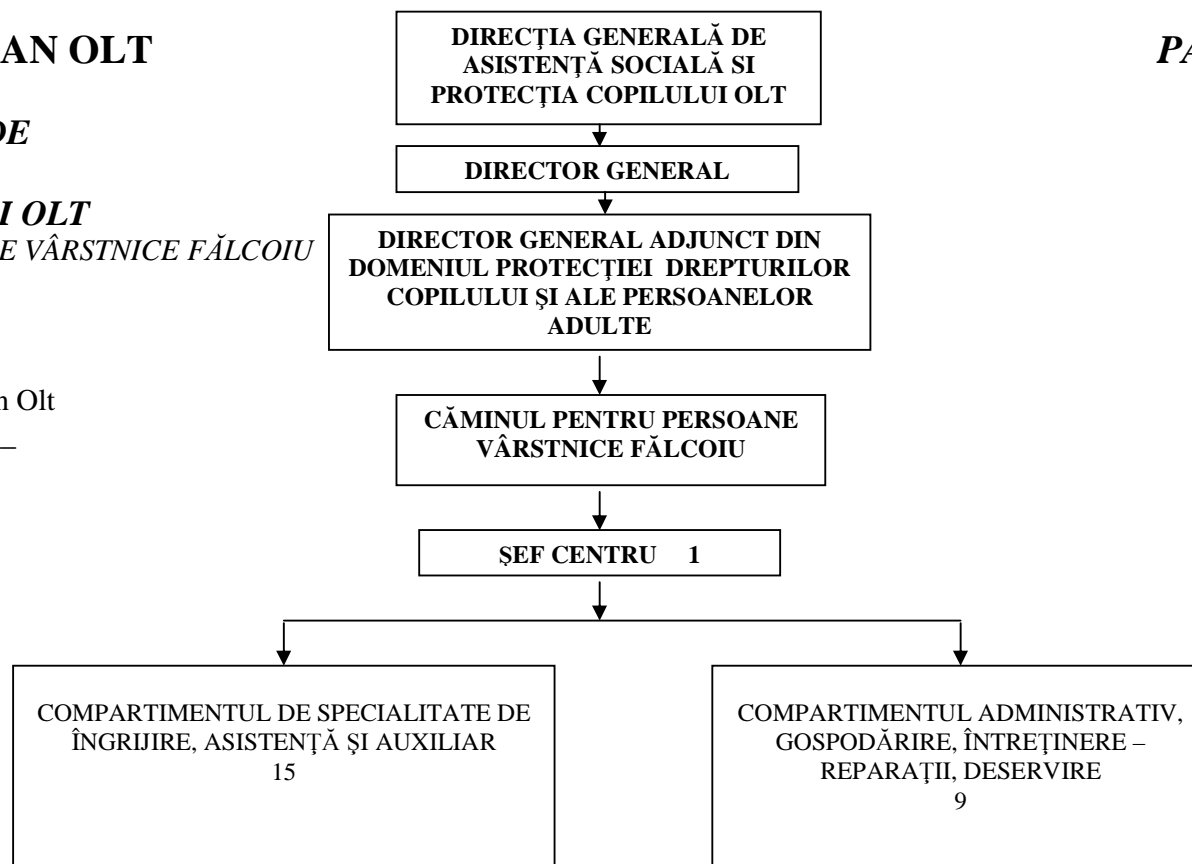 AN OLT
DE
I OLT
E VÂRSTNICE FĂLCOIU
n Olt
–
PA
DIRECŢIA GENERALĂ DE
ASISTENŢĂ SOCIALĂ SI
PROTECŢIA COPILULUI OLT
DIRECTOR GENERAL
DIRECTOR GENERAL ADJUNCT DIN
DOMENIUL PROTECŢIEI DREPTURILOR
COPILULUI ŞI ALE PERSOANELOR
ADULTE
CĂMINUL PENTRU PERSOANE
VÂRSTNICE FĂLCOIU
ŞEF CENTRU 1
COMPARTIMENTUL DE SPECIALITATE DE
ÎNGRIJIRE, ASISTENŢĂ ŞI AUXILIAR
15
COMPARTIMENTUL ADMINISTRATIV,
GOSPODĂRIRE, ÎNTREŢINERE –
REPARAŢII, DESERVIRE
9